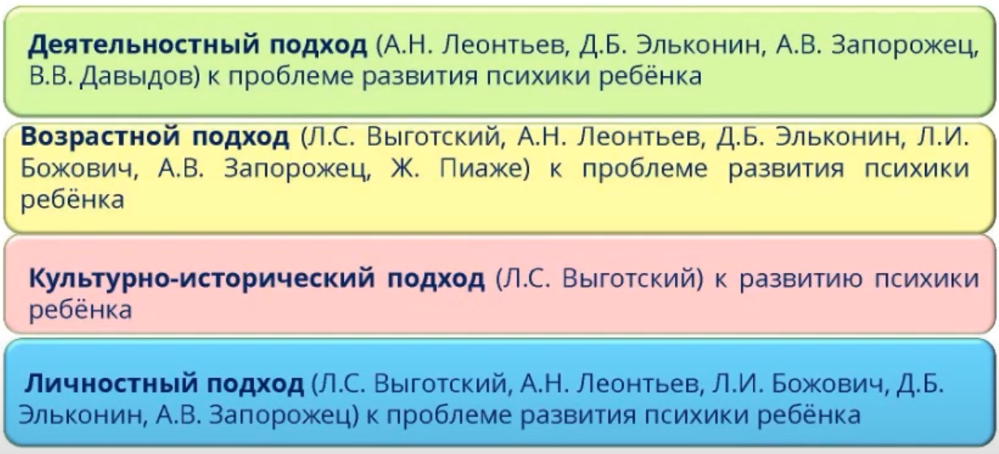 Деятельностный подход (А.Н. Леонтьев, Д.Б. Эльконин, А.В. Запорожец,
В.В. Давыдов) к проблеме развития психики ребёнка
Возрастной подход (Л.С. Выготский, А.Н. Леонтьев, Д.Б. Эльконин, Л.И.
Божович, А.В. Запорожец, Ж. Пиаже) к проблеме развития психики
ребёнка
Культурно-исторический подход (Л.С. Выготский) к развитию психики
ребёнка
Личностный подход (Л.С. Выготский, А.Н. Леонтьев, Л.И. Божович, Д.Б.
Эльконин, А.В. Запорожец) к проблеме развития психики ребёнка